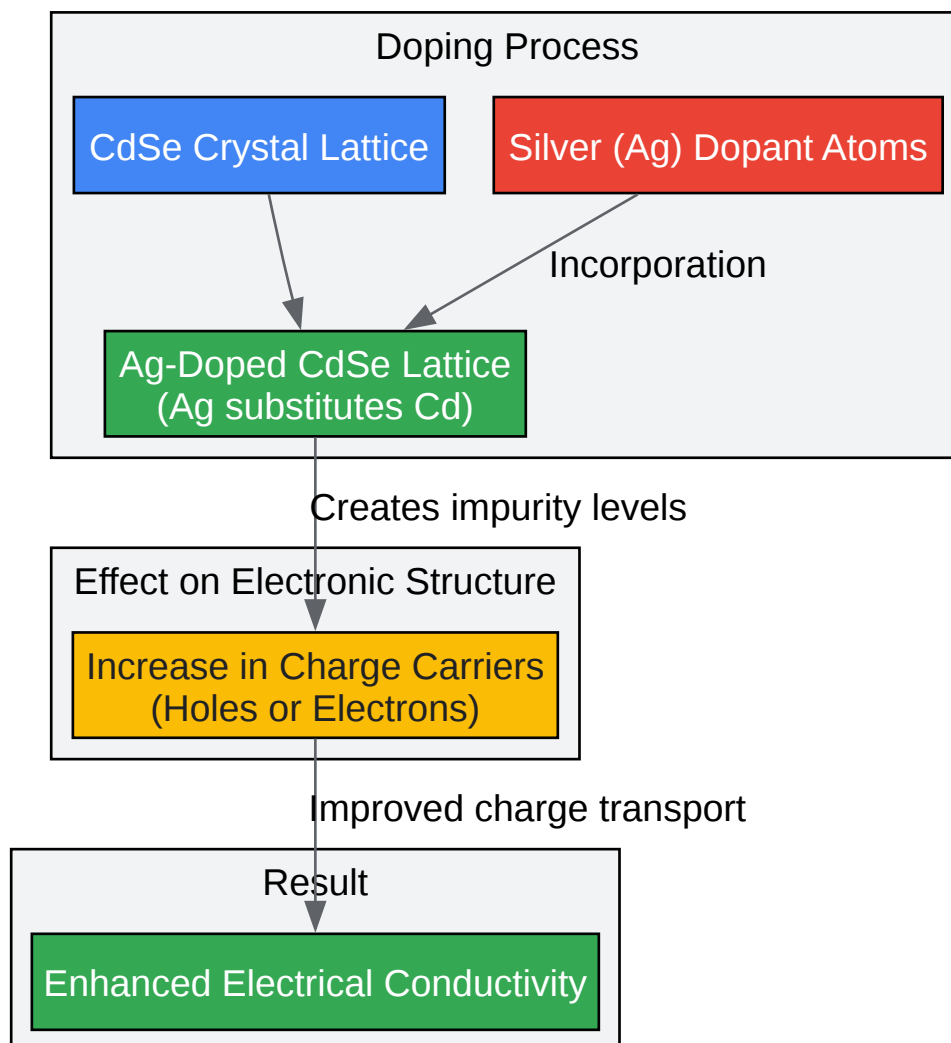 Doping Process
CdSe Crystal Lattice
Silver (Ag) Dopant Atoms
Incorporation
Ag-Doped CdSe Lattice
(Ag substitutes Cd)
Creates impurity levels
Effect on Electronic Structure
Increase in Charge Carriers
(Holes or Electrons)
Improved charge transport
Result
Enhanced Electrical Conductivity